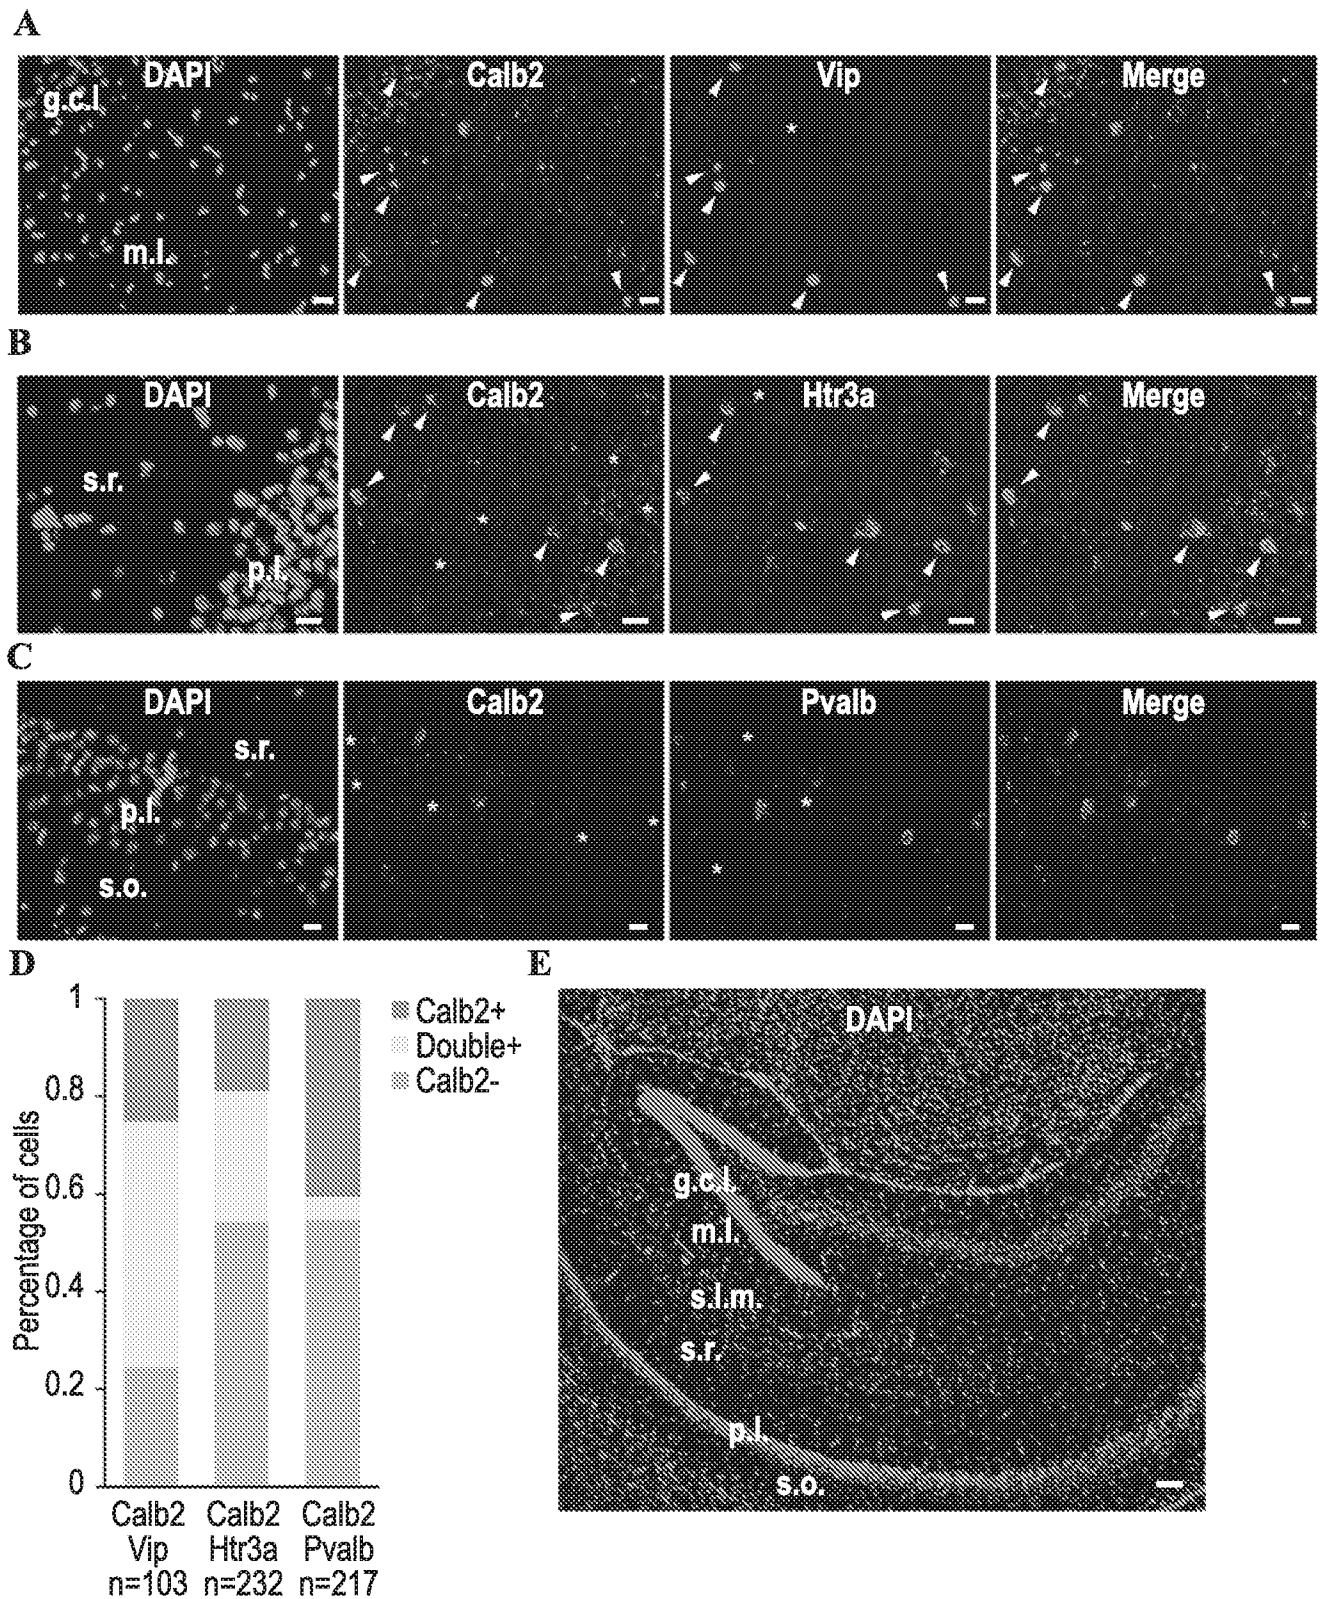 A
DAPI
g.c.l
m.l.
Calb2
Vip
*
Merge
B
DAPI
s.r.
p.l.
Calb2
*
*
*
*
Htr3a
*
Merge
C
DAPI
s.r.
p.l.
s.o.
Calb2
*
*
*
*
*
Pvalb
*
*
*
Merge
D
1
0.8
0.6
0.4
0.2
0
Percentage of cells
Calb2+
Double+
Calb2-
Calb2 Calb2 Calb2
Vip Htr3a Pvalb
n=103 n=232 n=217
E
DAPI
g.c.l.
m.l.
s.l.m.
s.r.
p.l.
s.o.